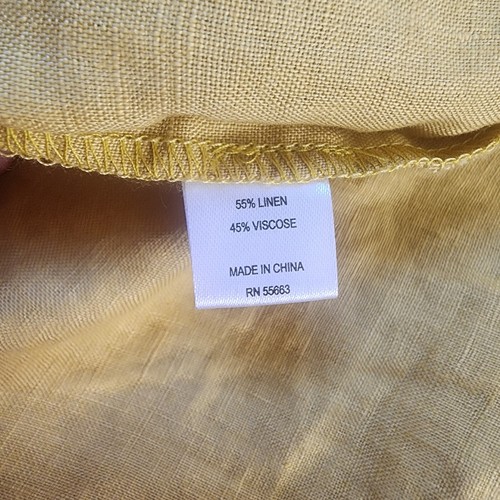 55% LINEN
45% VISCOSE
MADE IN CHINA
RN 55663